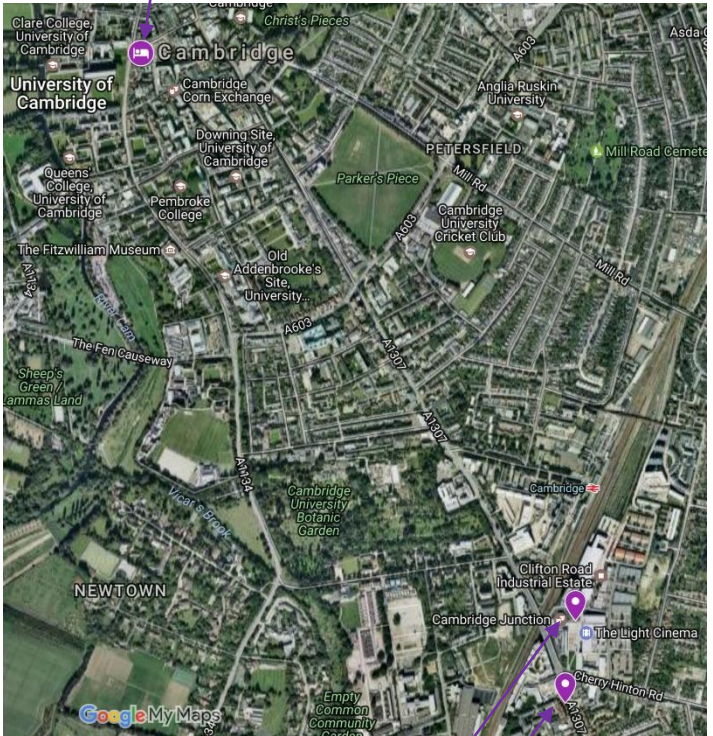 Cambridge
Clare College,
University of
Cambridge
Christ's Pieces
A603
Asda
Cambridge
University of
Cambridge
Cambridge
Corn Exchange
Anglia Ruskin
University
Downing Site,
University of
Cambridge
PETERSFIELD
Mill Road Cemete
Queens'
College,
University of
Cambridge
Pembroke
College
Parker's Piece
Mill Rd
Cambridge
University
Cricket Club
A603
The Fitzwilliam Museum
Old
Addenbrooke's
Site,
University...
Mill Rd
A1134
River Cam
A603
The Fen Causeway
A1307
Sheep's
Green /
Lammas Land
A1307
A1134
Cambridge
University
Botanic
Garden
Cambridge
Vicar's Brook
Clifton Road
Industrial Estate
NEWTOWN
Cambridge Junction
The Light Cinema
Cherry Hinton Rd
A1307
Empty
Common
Community
Garden
Google My Maps